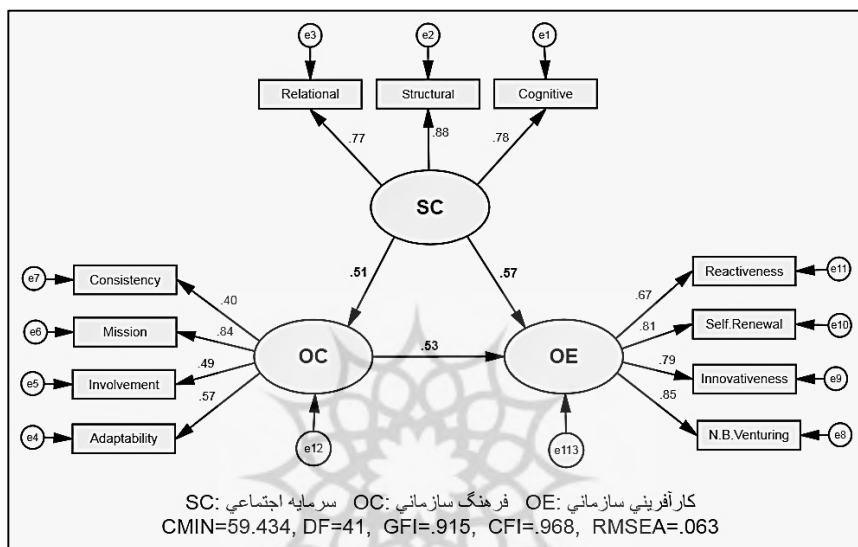 e3
e2
e1
Relational
Structural
Cognitive
.77
.88
.78
SC
.51
.57
e7
Consistency
.40
e6
Mission
.84
e5
Involvement
.49
e4
Adaptability
.57
OC
.53
OE
e12
e113
Reactiveness
e11
.67
Self.Renewal
e10
.81
Innovativeness
e9
.79
N.B.Venturing
e8
.85
SC: سرمايه اجتماعي OC: فرهنگ سازماني OE: كارآفريني سازماني
CMIN=59.434, DF=41, GFI=.915, CFI=.968, RMSEA=.063